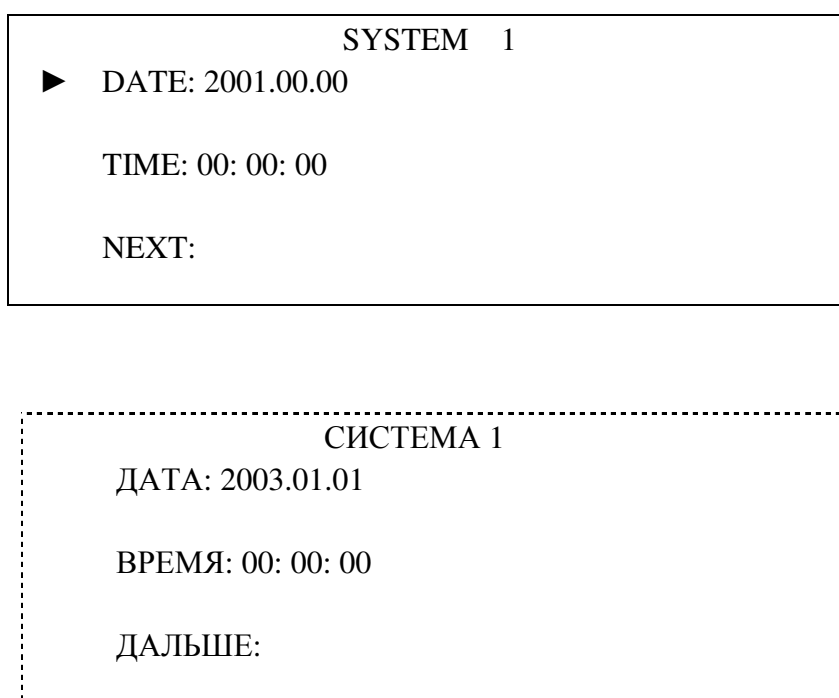 SYSTEM 1
► DATE: 2001.00.00
TIME: 00: 00: 00
NEXT:
СИСТЕМА 1
ДАТА: 2003.01.01
ВРЕМЯ: 00: 00: 00
ДАЛЬШЕ: